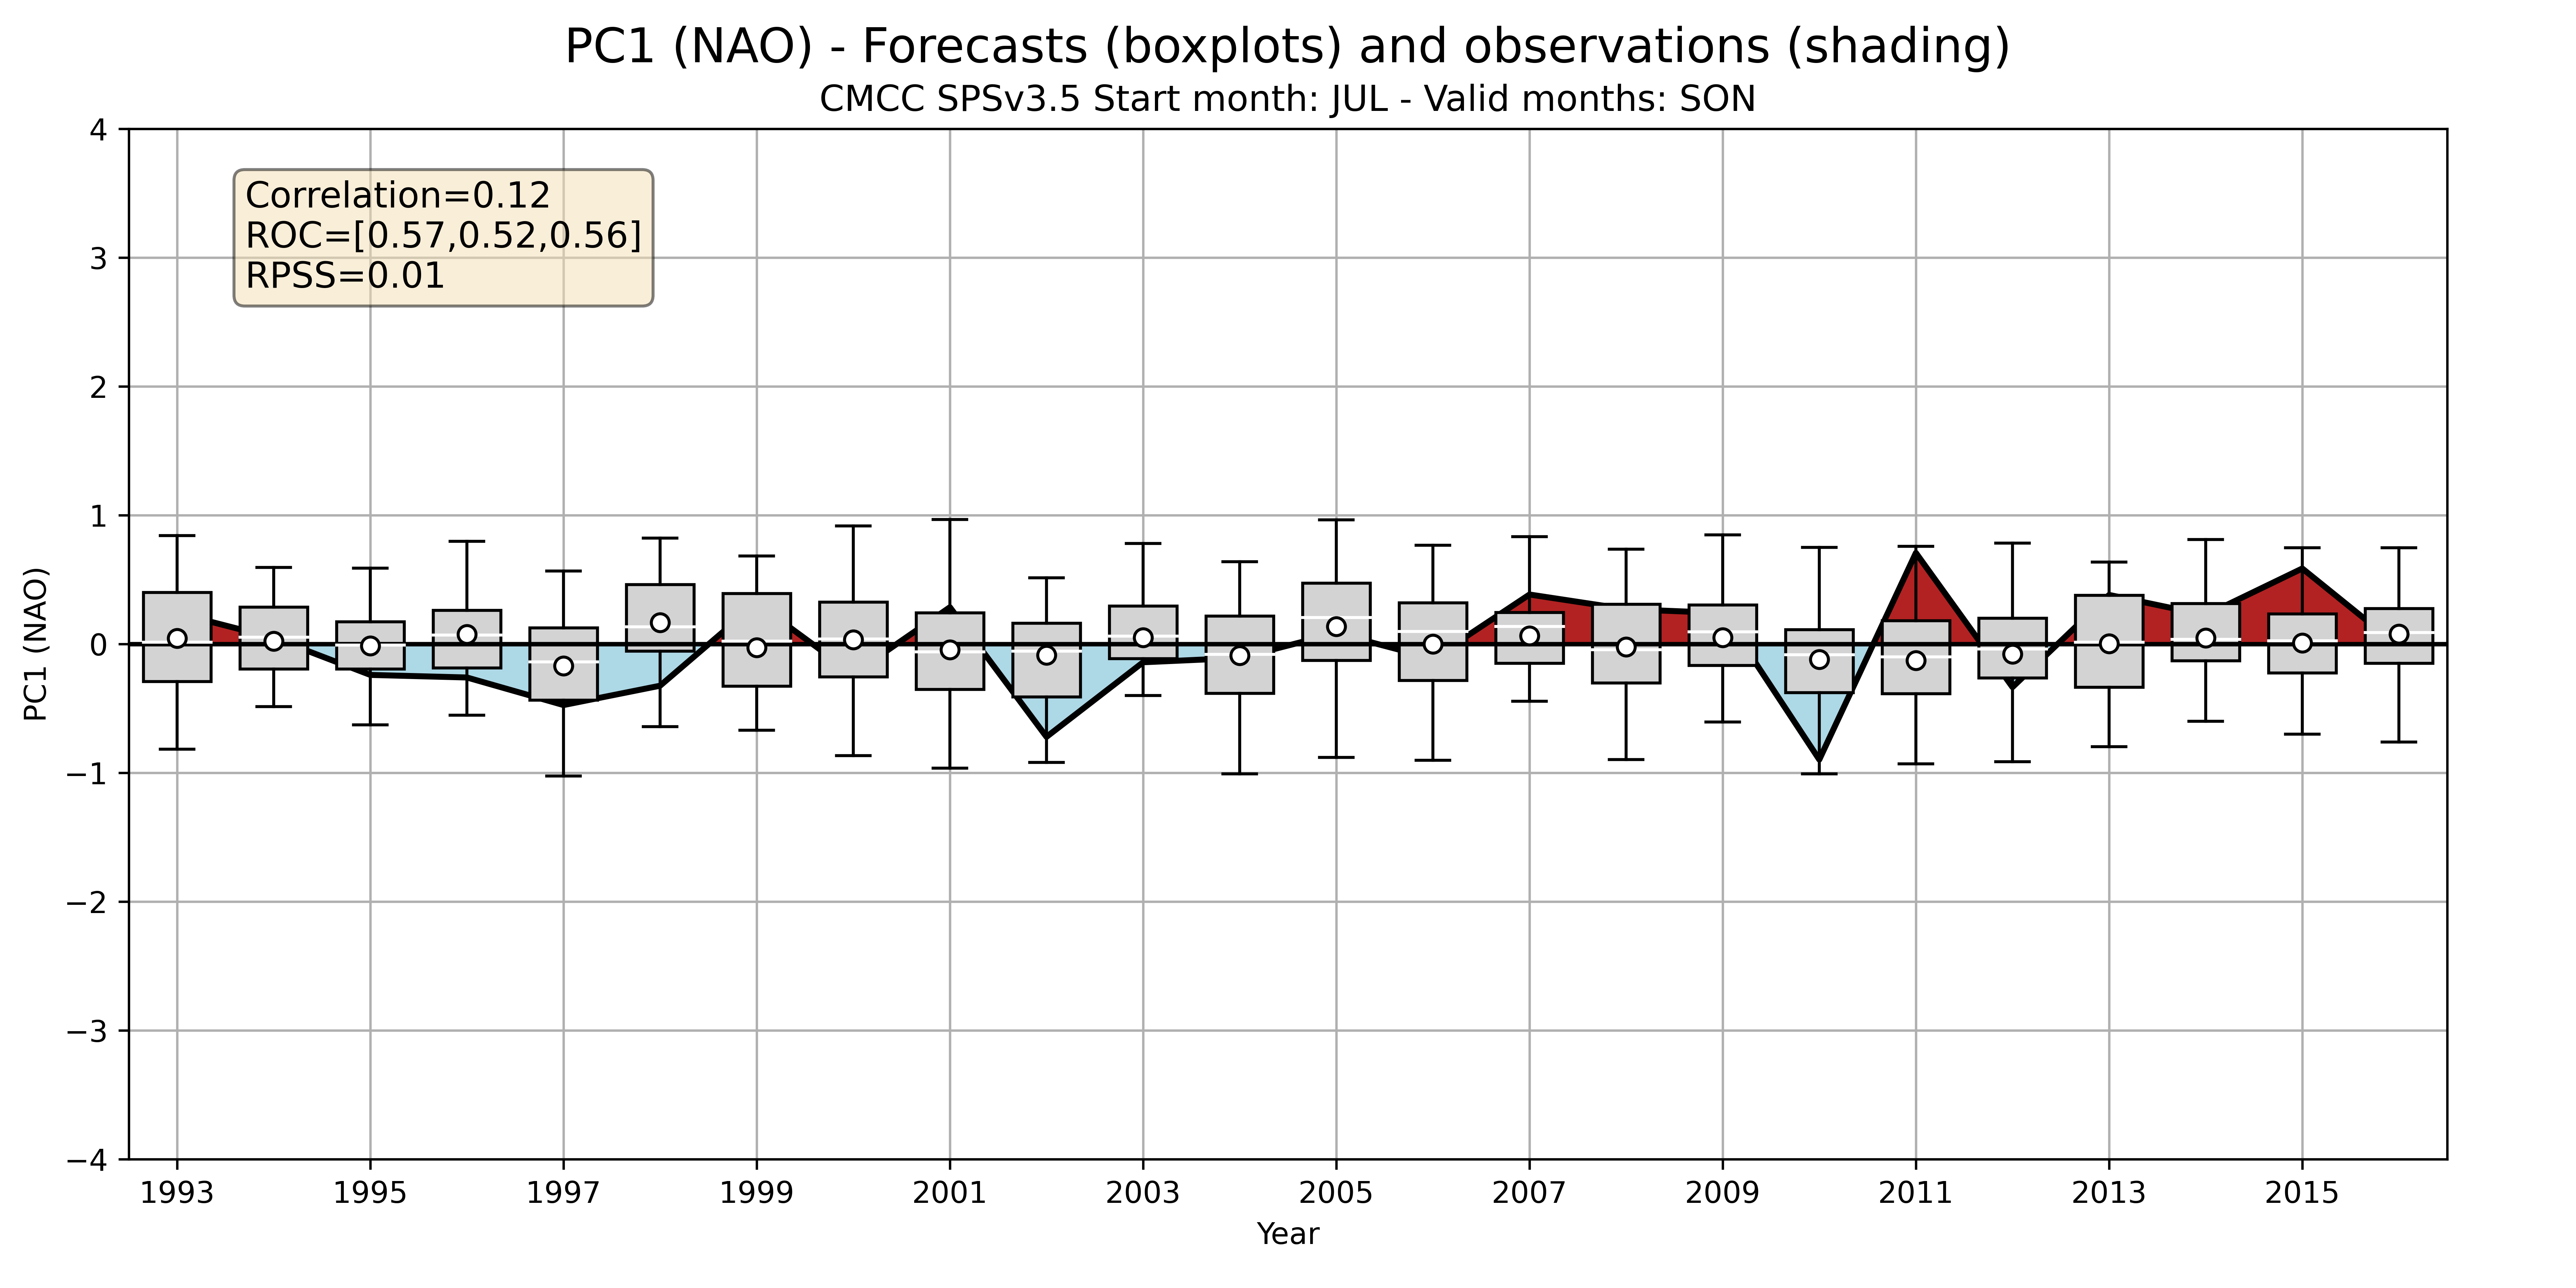 PC1 (NAO) - Forecasts (boxplots) and observations (shading)
CMCC SPSv3.5 Start month: JUL - Valid months: SON
Correlation=0.12
ROC=[0.57,0.52,0.56]
RPSS=0.01
PC1 (NAO)
4
3
2
1
0
−1
−2
−3
−4
1993 1995 1997 1999 2001 2003 2005 2007 2009 2011 2013 2015
Year